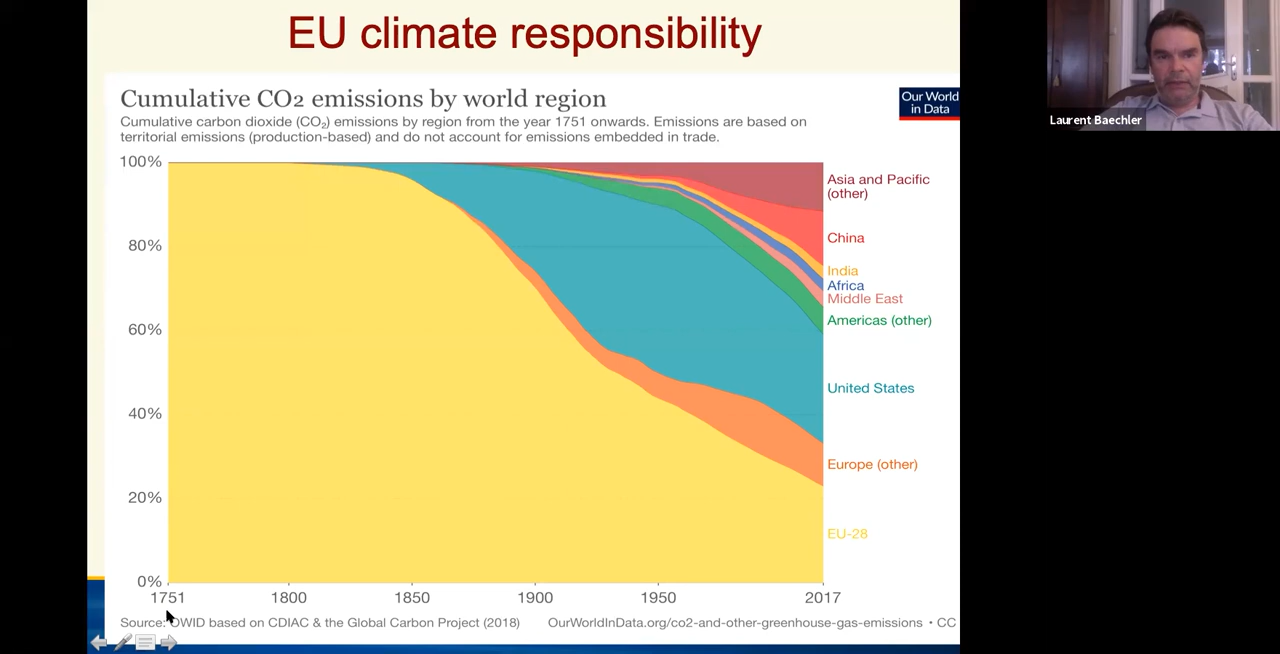 EU climate responsibility
Laurent Baechler
Cumulative CO2 emissions by world region
Our World
in Data
Cumulative carbon dioxide (CO₂) emissions by region from the year 1751 onwards. Emissions are based on
territorial emissions (production-based) and do not account for emissions embedded in trade.
100%
80%
60%
40%
20%
0%
Asia and Pacific
(other)
China
India
Africa
Middle East
Americas (other)
United States
Europe (other)
EU-28
1751 1800 1850 1900 1950 2017
Source: OWID based on CDIAC & the Global Carbon Project (2018) OurWorldInData.org/co2-and-other-greenhouse-gas-emissions • CC